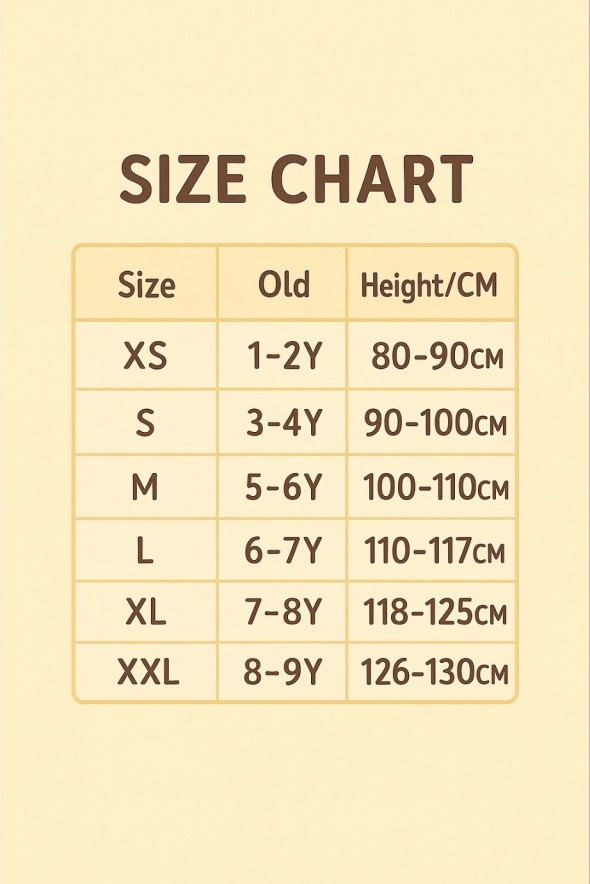 SIZE CHART
Size Old Height/CM
XS 1-2Y 80-90CM
S 3-4Y 90-100CM
M 5-6Y 100-110CM
L 6-7Y 110-117CM
XL 7-8Y 118-125CM
XXL 8-9Y 126-130CM